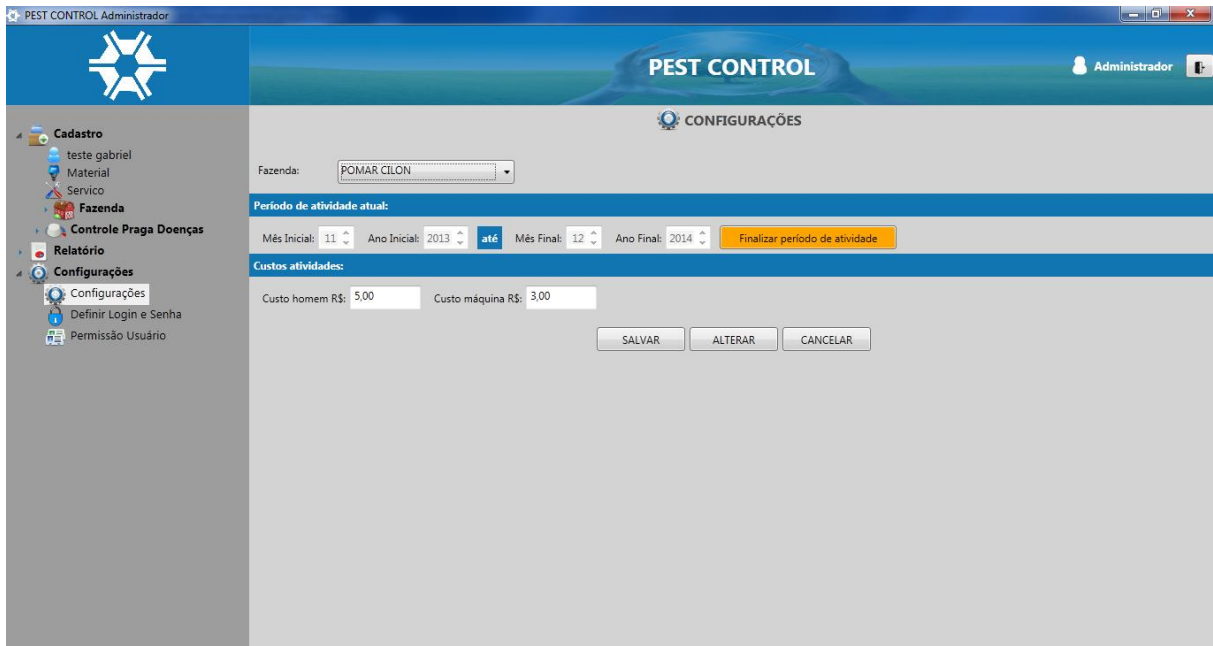 PEST CONTROL Administrador
PEST CONTROL
Administrador
Cadastro
teste gabriel
Material
Servico
Fazenda
Controle Praga Doenças
Relatório
Configurações
Configurações
Definir Login e Senha
Permissão Usuário
CONFIGURAÇÕES
Fazenda: POMAR CILON
Período de atividade atual:
Mês Inicial: 11 Ano Inicial: 2013 até Mês Final: 12 Ano Final: 2014 Finalizar período de atividade
Custos atividades:
Custo homem R$: 5,00 Custo máquina R$: 3,00
SALVAR ALTERAR CANCELAR